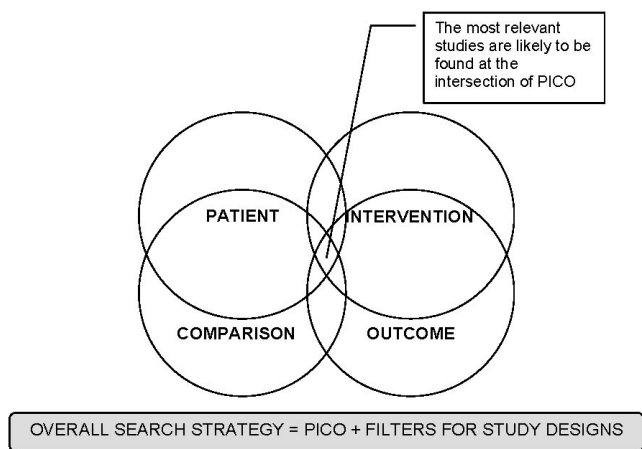 The most relevant
studies are likely to be
found at the
intersection of PICO
PATIENT
INTERVENTION
COMPARISON
OUTCOME
OVERALL SEARCH STRATEGY = PICO + FILTERS FOR STUDY DESIGNS